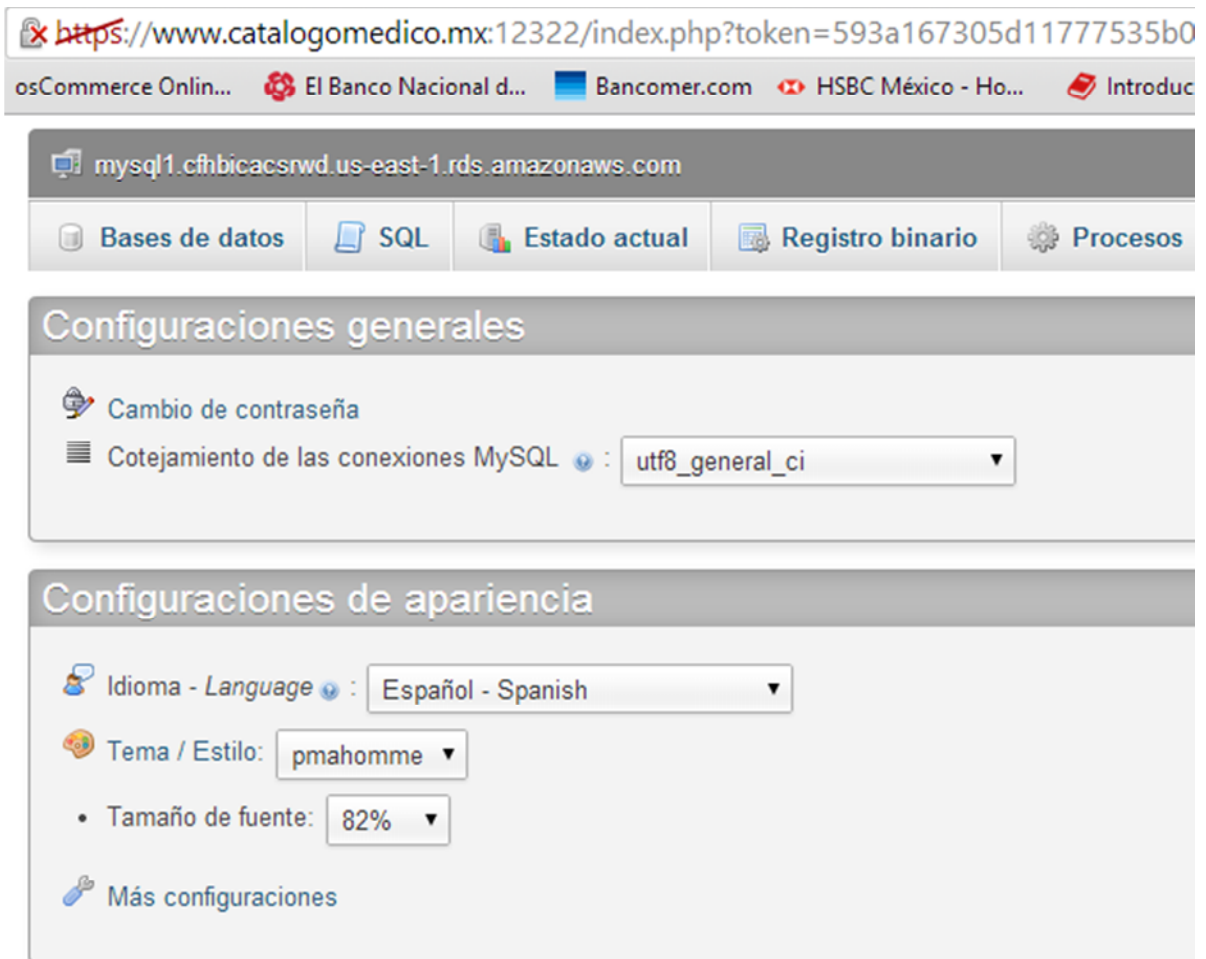 https://www.catalogomedico.mx:12322/index.php?token=593a167305d11777535b0
osCommerce Onlin... El Banco Nacio­nal d... Bancomer.com HSBC México - Ho... Introduc
mysql1.cfhbicacsrwd.us-east-1.rds.amazonaws.com
Bases de datos SQL Estado actual Registro binario Procesos
Configuraciones generales
Cambio de contraseña
Cotejamiento de las conexiones MySQL : utf8_general_ci
Configuraciones de apariencia
Idioma - Language : Español - Spanish
Tema / Estilo: pmahomme
• Tamaño de fuente: 82%
Más configuraciones